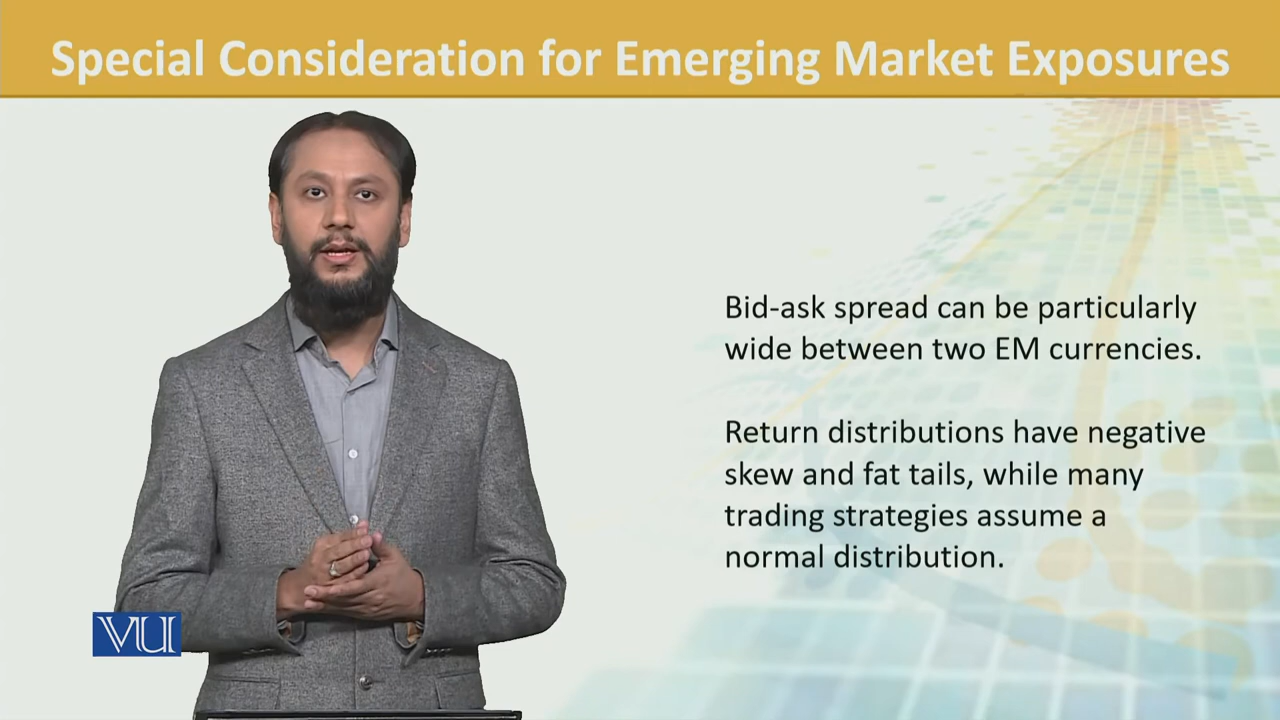 Special Consideration for Emerging Market Exposures
Bid-ask spread can be particularly
wide between two EM currencies.
Return distributions have negative
skew and fat tails, while many
trading strategies assume a
normal distribution.
VU